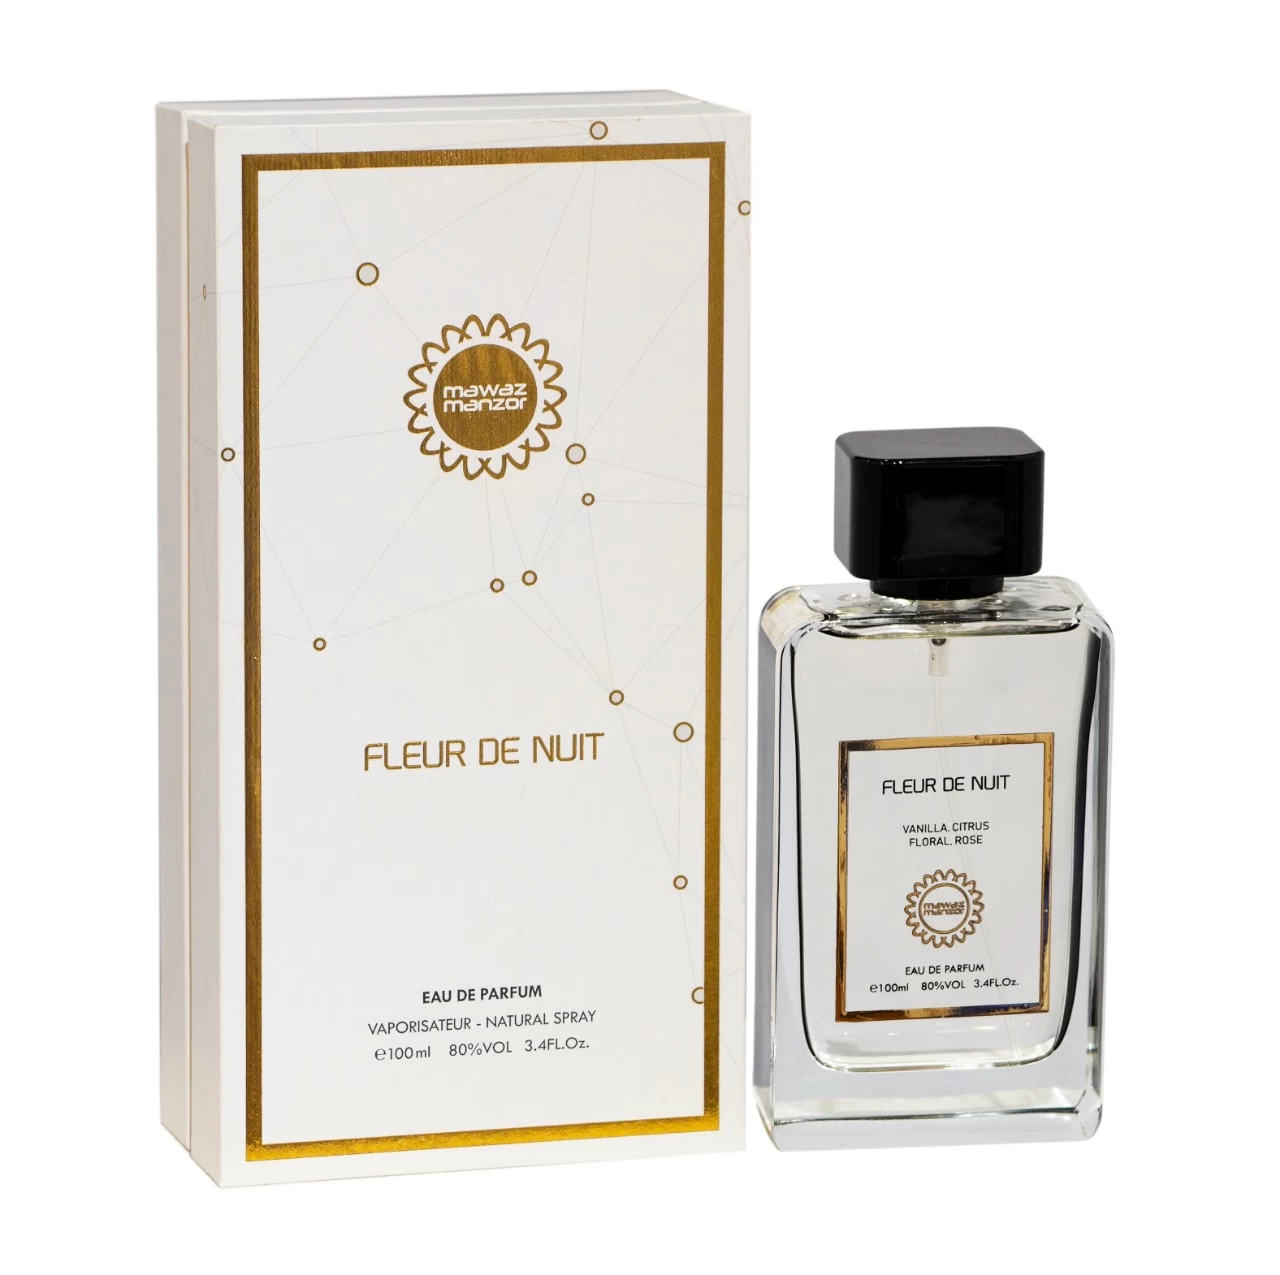 mawaz
manzor
FLEUR DE NUIT
EAU DE PARFUM
VAPORISATEUR - NATURAL SPRAY
℮100ml 80%VOL 3.4FL.Oz.
FLEUR DE NUIT
VANILLA, CITRUS
FLORAL, ROSE
mawaz
manzor
EAU DE PARFUM
℮100ml 80%VOL 3.4FL.Oz.